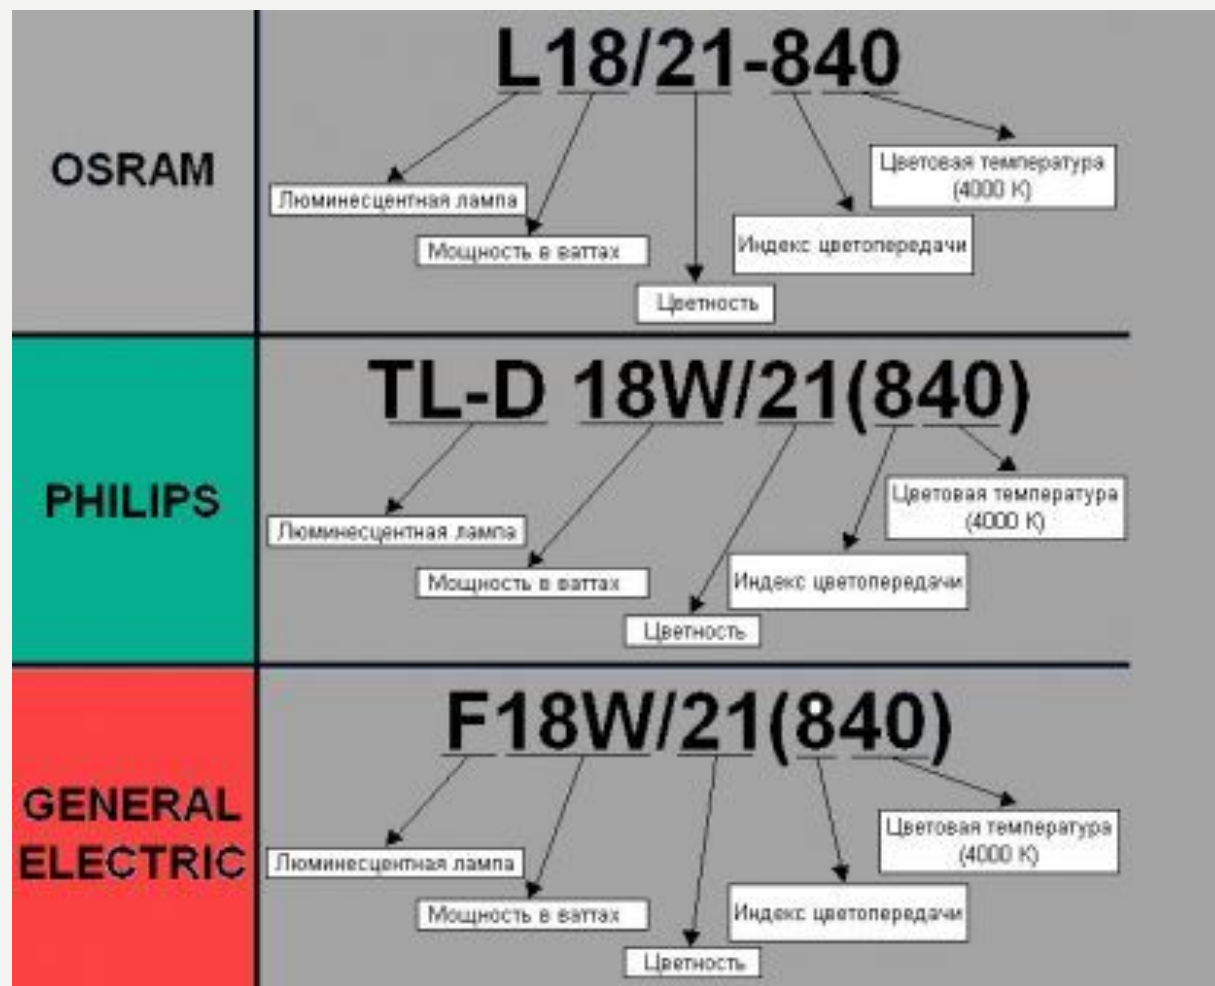 OSRAM
L18/21-840
Люминесцентная лампа
Мощность в ваттах
Цветность
Индекс цветопередачи
Цветовая температура
(4000 К)
PHILIPS
TL-D 18W/21(840)
Люминесцентная лампа
Мощность в ваттах
Цветность
Индекс цветопередачи
Цветовая температура
(4000 К)
GENERAL
ELECTRIC
F18W/21(840)
Люминесцентная лампа
Мощность в ваттах
Цветность
Индекс цветопередачи
Цветовая температура
(4000 К)